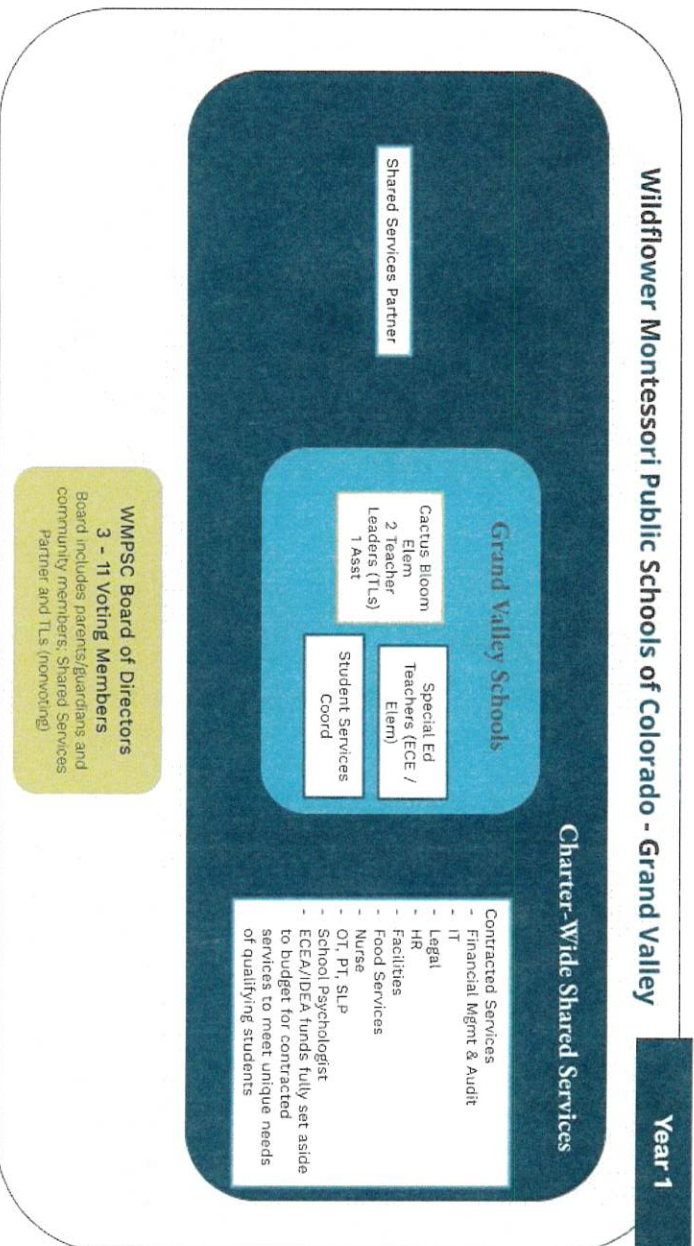 Wildflower Montessori Public Schools of Colorado - Grand Valley
Year 1
Charter-Wide Shared Services
Shared Services Partner
Grand Valley Schools
Cactus Bloom
Elem
2 Teacher
Leaders (TLs)
1 Asst
Special Ed
Teachers (ECE /
Elem)
Student Services
Coord
Contracted Services
- Financial Mgmt & Audit
- IT
- Legal
- HR
- Facilities
- Food Services
- Nurse
- OT, PT, SLP
- School Psychologist
- ECEA/IDEA funds fully set aside
to budget for contracted
services to meet unique needs
of qualifying students
WMPSC Board of Directors
3 - 11 Voting Members
Board includes parents/guardians and
community members; Shared Services
Partner and TLs (nonvoting)